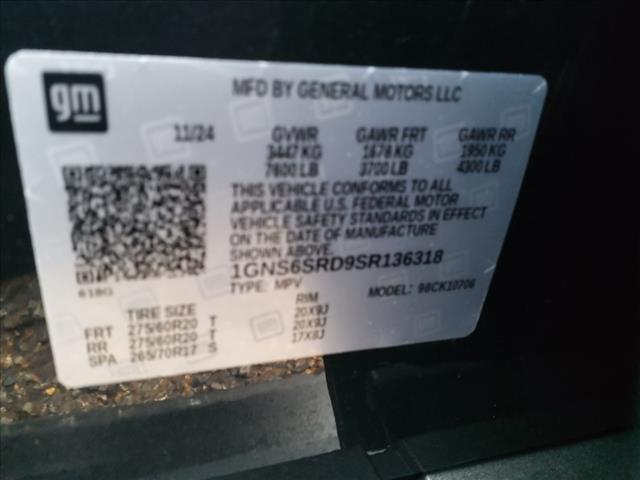 gm
MFD BY GENERAL MOTORS LLC
11/24 GVWR GAWR FRT GAWR RR
3447 KG 1678 KG 1950 KG
7600 LB 3700 LB 4300 LB
THIS VEHICLE CONFORMS TO ALL
APPLICABLE U.S. FEDERAL MOTOR
VEHICLE SAFETY STANDARDS IN EFFECT
ON THE DATE OF MANUFACTURE
SHOWN ABOVE.
1GNS6SRD9SR136318
618G TYPE: MPV MODEL: 98CK10706
TIRE SIZE RIM
FRT 275/60R20 T 20X9J
RR 275/60R20 T 20X9J
SPA 265/70R17 S 17X8J